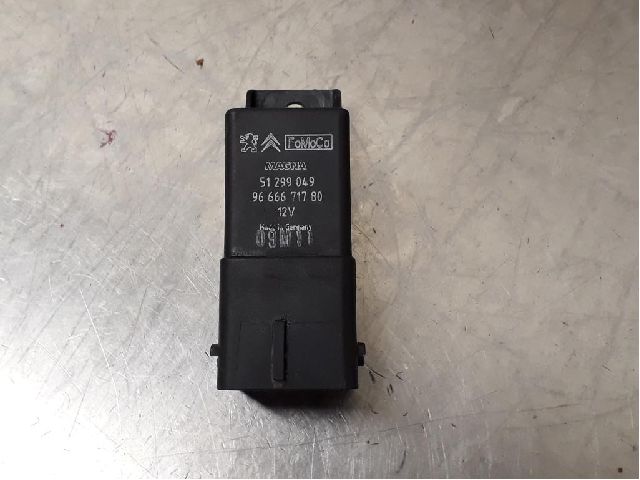 FoMoCo
MAGNA
51 299 049
96 666 717 80
12V
Made in Germany
09M11